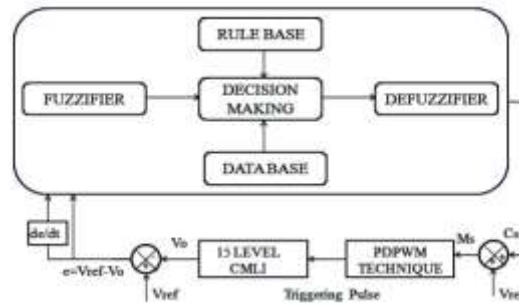 RULE BASE
FUZZIFIER
DECISION
MAKING
DEFUZZIFIER
DATA BASE
de/dt
e=Vref-Vo
Vo
15 LEVEL
CMLI
PDPWM
TECHNIQUE
Ms
Vref
Triggering Pulse